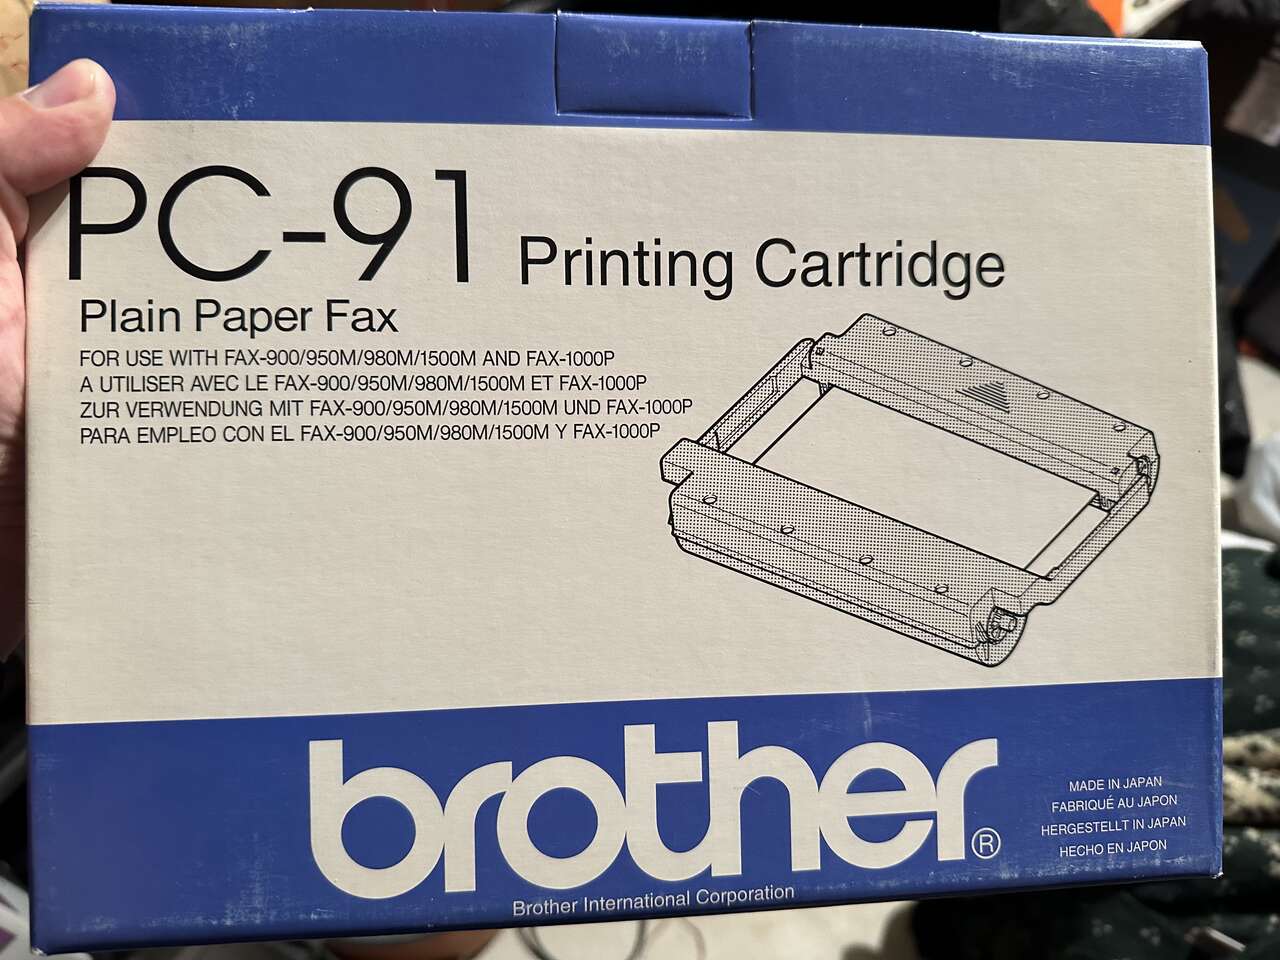 PC-91 Printing Cartridge
Plain Paper Fax
FOR USE WITH FAX-900/950M/980M/1500M AND FAX-1000P
A UTILISER AVEC LE FAX-900/950M/980M/1500M ET FAX-1000P
ZUR VERWENDUNG MIT FAX-900/950M/980M/1500M UND FAX-1000P
PARA EMPLEO CON EL FAX-900/950M/980M/1500M Y FAX-1000P
brother®
Brother International Corporation
MADE IN JAPAN
FABRIQUÉ AU JAPON
HERGESTELLT IN JAPAN
HECHO EN JAPON